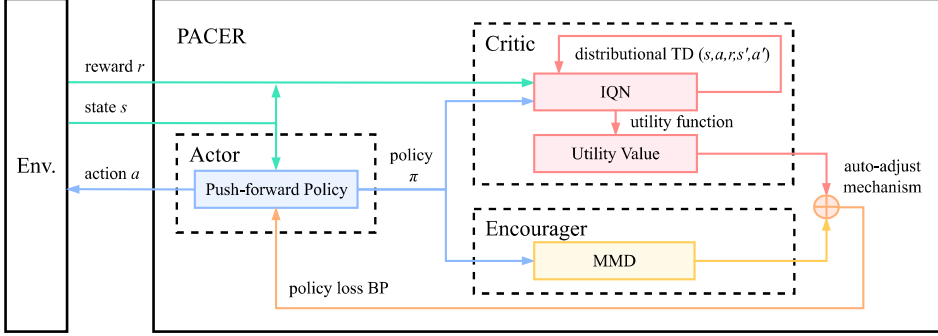 PACER
Critic
distributional TD (s,a,r,s′,a′)
reward r
IQN
state s
utility function
Actor
policy
π
Utility Value
Env.
action a
Push-forward Policy
auto-adjust
mechanism
Encourager
MMD
policy loss BP